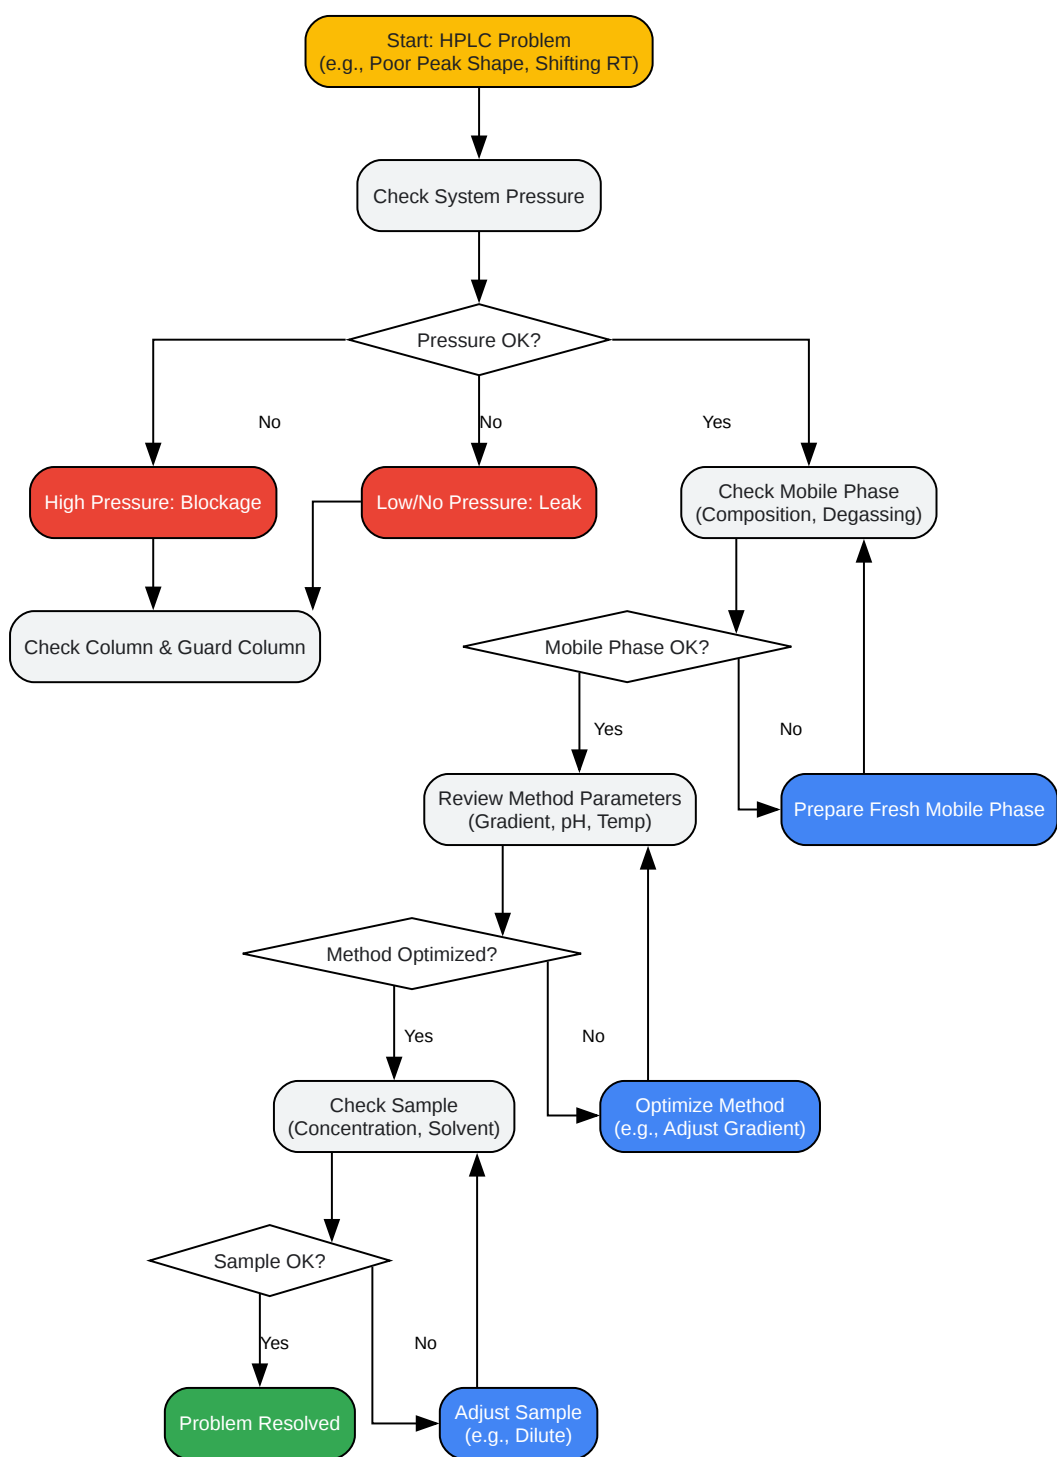 Start: HPLC Problem
(e.g., Poor Peak Shape, Shifting RT)
Check System Pressure
Pressure OK?
No
No
Yes
High Pressure: Blockage
Low/No Pressure: Leak
Check Mobile Phase
(Composition, Degassing)
Check Column & Guard Column
Mobile Phase OK?
Yes
No
Review Method Parameters
(Gradient, pH, Temp)
Prepare Fresh Mobile Phase
Method Optimized?
Yes
No
Check Sample
(Concentration, Solvent)
Optimize Method
(e.g., Adjust Gradient)
Sample OK?
Yes
No
Problem Resolved
Adjust Sample
(e.g., Dilute)